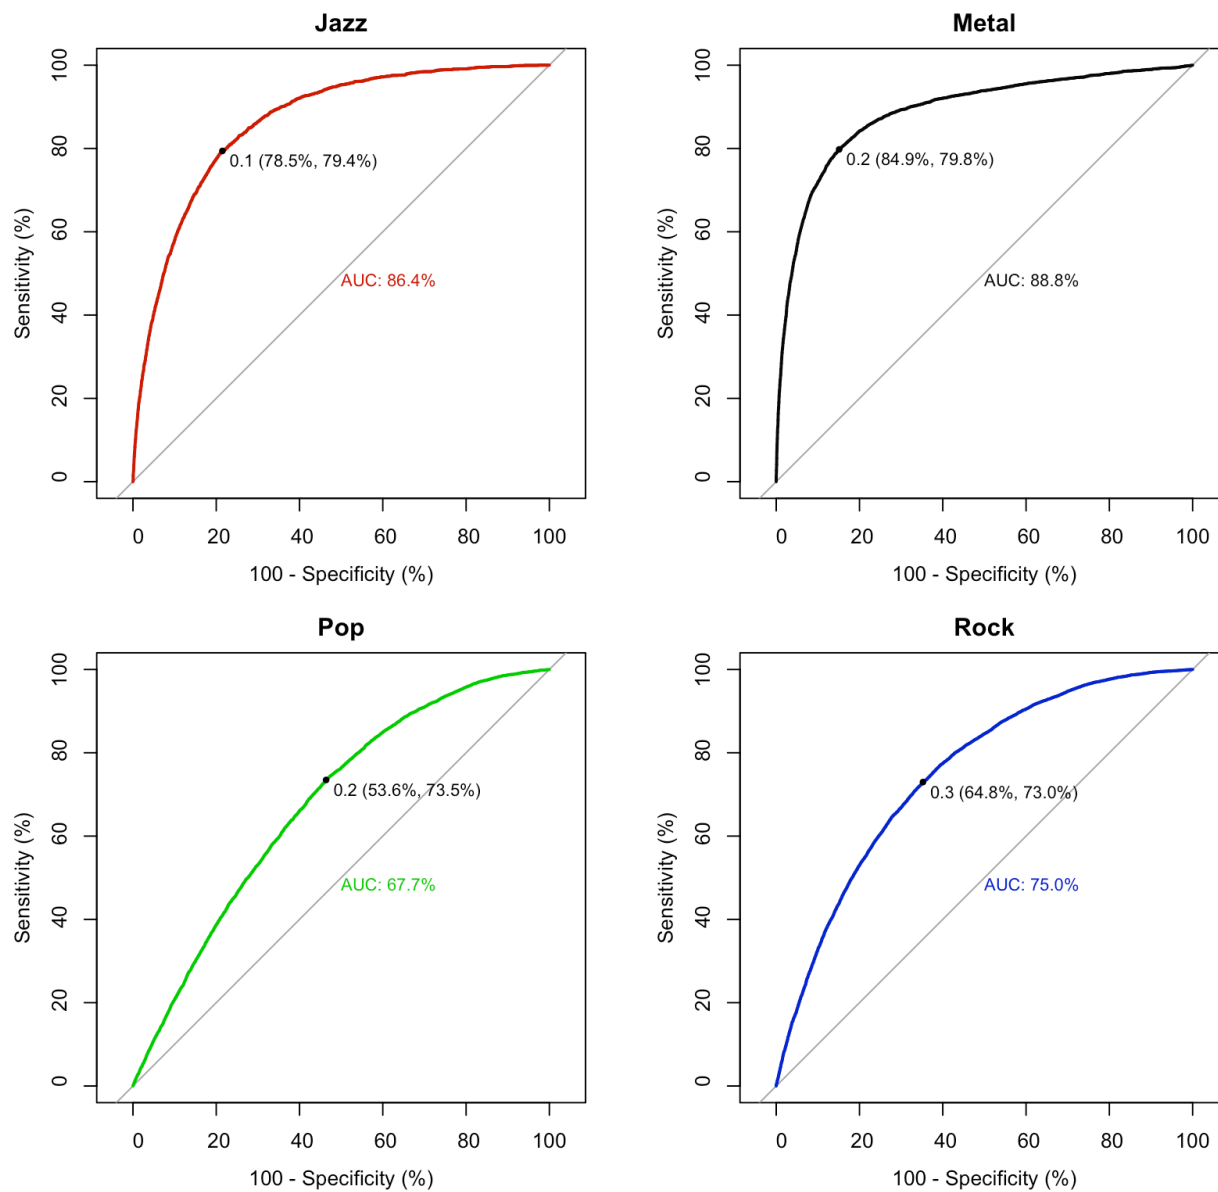 Jazz
Sensitivity (%)
100
80
60
40
20
0
0.1 (78.5%, 79.4%)
AUC: 86.4%
0 20 40 60 80 100
100 - Specificity (%)
Metal
Sensitivity (%)
100
80
60
40
20
0
0.2 (84.9%, 79.8%)
AUC: 88.8%
0 20 40 60 80 100
100 - Specificity (%)
Pop
Sensitivity (%)
100
80
60
40
20
0
0.2 (53.6%, 73.5%)
AUC: 67.7%
0 20 40 60 80 100
100 - Specificity (%)
Rock
Sensitivity (%)
100
80
60
40
20
0
0.3 (64.8%, 73.0%)
AUC: 75.0%
0 20 40 60 80 100
100 - Specificity (%)